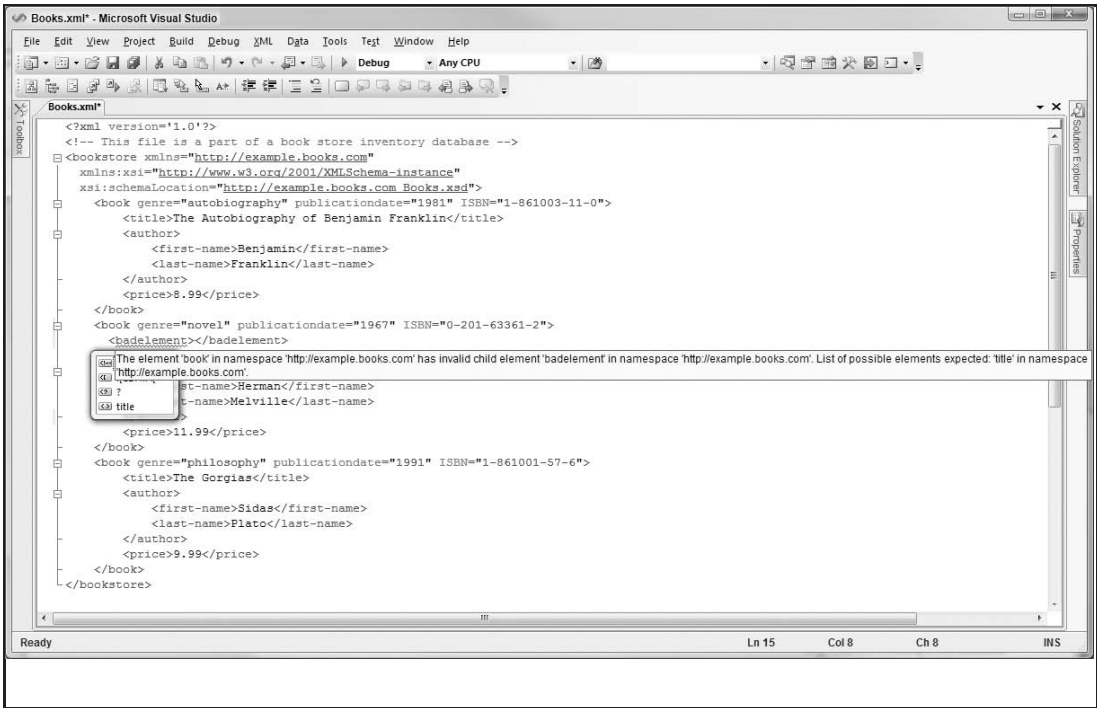 Books.xml* - Microsoft Visual Studio
File Edit View Project Build Debug XML Data Tools Test Window Help
Debug Any CPU
Books.xml*
Toolbox
Solution Explorer
Properties
<?xml version='1.0'?>
<!-- This file is a part of a book store inventory database -->
<bookstore xmlns="http://example.books.com"
xmlns:xsi="http://www.w3.org/2001/XMLSchema-instance"
xsi:schemaLocation="http://example.books.com Books.xsd">
<book genre="autobiography" publicationdate="1981" ISBN="1-861003-11-0">
<title>The Autobiography of Benjamin Franklin</title>
<author>
<first-name>Benjamin</first-name>
<last-name>Franklin</last-name>
</author>
<price>8.99</price>
</book>
<book genre="novel" publicationdate="1967" ISBN="0-201-63361-2">
<badelement></badelement>
The element 'book' in namespace 'http://example.books.com' has invalid child element 'badelement' in namespace 'http://example.books.com'. List of possible elements expected: 'title' in namespace
'http://example.books.com'.
st-name>Herman</first-name>
? t-name>Melville</last-name>
title >
<price>11.99</price>
</book>
<book genre="philosophy" publicationdate="1991" ISBN="1-861001-57-6">
<title>The Gorgias</title>
<author>
<first-name>Sidas</first-name>
<last-name>Plato</last-name>
</author>
<price>9.99</price>
</book>
</bookstore>
Ready Ln 15 Col 8 Ch 8 INS